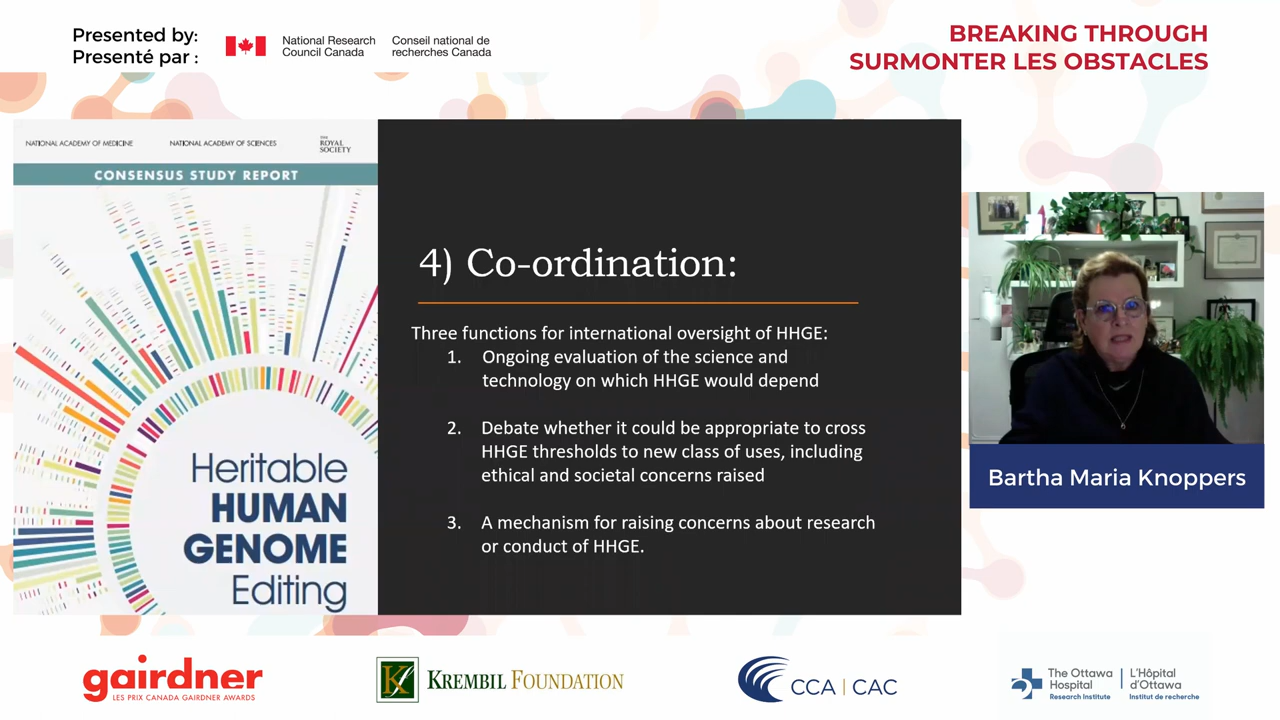 Presented by:
Presenté par :
National Research
Council Canada
Conseil national de
recherches Canada
BREAKING THROUGH
SURMONTER LES OBSTACLES
NATIONAL ACADEMY OF MEDICINE
NATIONAL ACADEMY OF SCIENCES
THE
ROYAL
SOCIETY
CONSENSUS STUDY REPORT
Heritable
HUMAN
GENOME
Editing
4) Co-ordination:
Three functions for international oversight of HHGE:
1. Ongoing evaluation of the science and
technology on which HHGE would depend
2. Debate whether it could be appropriate to cross
HHGE thresholds to new class of uses, including
ethical and societal concerns raised
3. A mechanism for raising concerns about research
or conduct of HHGE.
Bartha Maria Knoppers
gairdner
LES PRIX CANADA GAIRDNER AWARDS
K
KREMBIL FOUNDATION
CCA | CAC
The Ottawa
Hospital
Research Institute
L'Hôpital
d'Ottawa
Institut de recherche